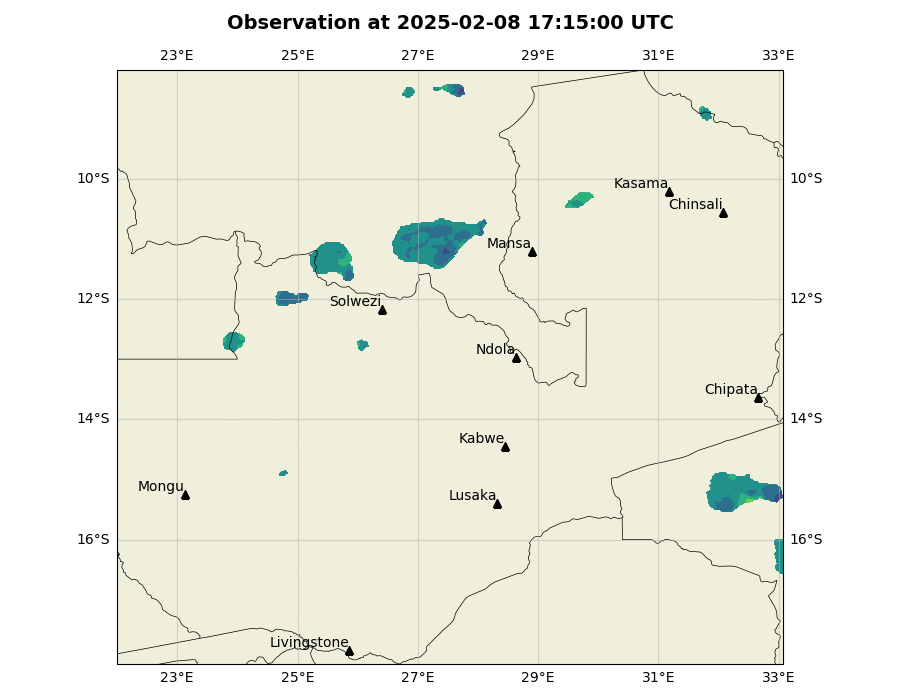 Observation at 2025-02-08 17:15:00 UTC
23°E 25°E 27°E 29°E 31°E 33°E
10°S 10°S
Kasama
Chinsali
Mansa
12°S 12°S
Solwezi
Ndola
Chipata
14°S 14°S
Kabwe
Mongu
Lusaka
16°S 16°S
Livingstone
23°E 25°E 27°E 29°E 31°E 33°E